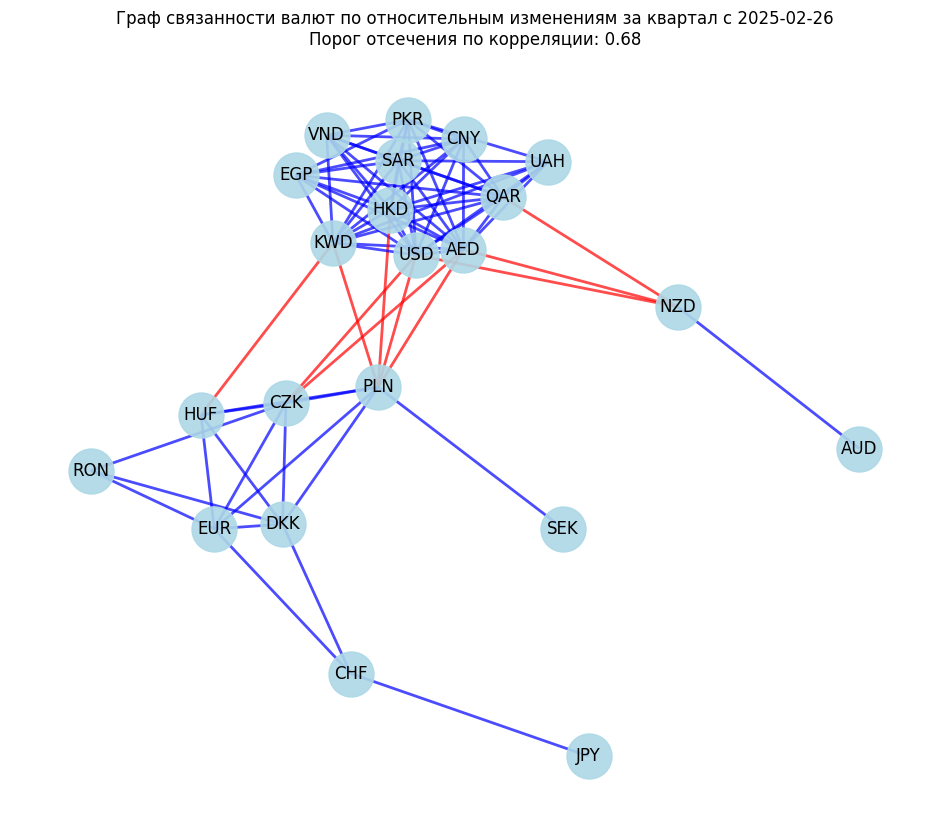 Граф связанности валют по относительным изменениям за квартал с 2025-02-26
Порог отсечения по корреляции: 0.68
PKR
VND
CNY
SAR
UAH
EGP
QAR
HKD
KWD
USD
AED
NZD
PLN
CZK
HUF
AUD
RON
EUR
DKK
SEK
CHF
JPY